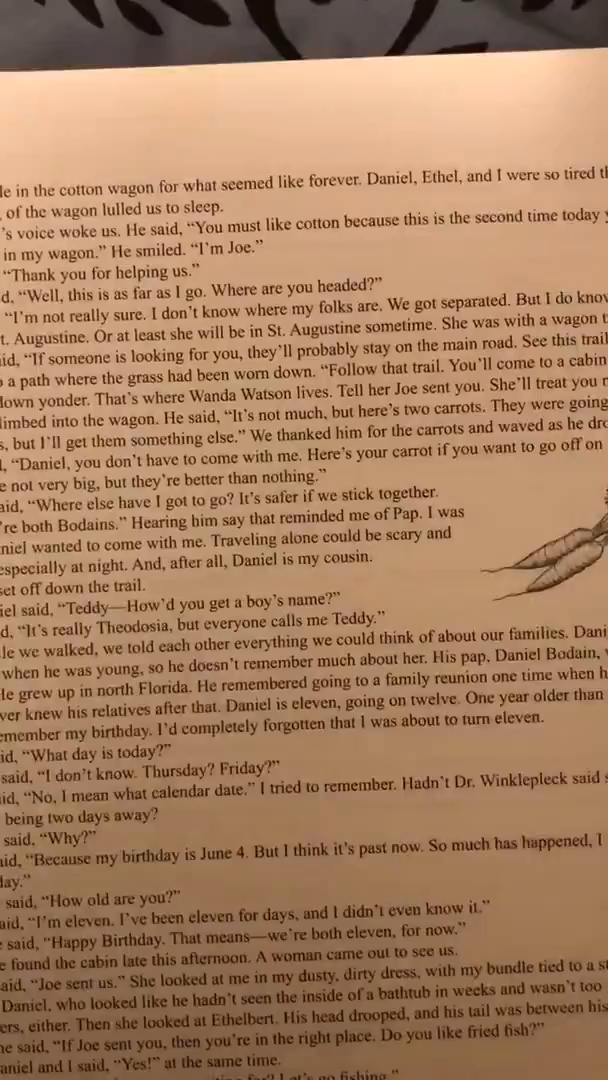 le in the cotton wagon for what seemed like forever. Daniel, Ethel, and I were so tired th
of the wagon lulled us to sleep.
's voice woke us. He said, “You must like cotton because this is the second time today y
in my wagon.” He smiled. “I'm Joe.”
“Thank you for helping us.”
d, “Well, this is as far as I go. Where are you headed?”
“I'm not really sure. I don't know where my folks are. We got separated. But I do know
t. Augustine. Or at least she will be in St. Augustine sometime. She was with a wagon t
id, “If someone is looking for you, they'll probably stay on the main road. See this trail
a path where the grass had been worn down. “Follow that trail. You'll come to a cabin
down yonder. That's where Wanda Watson lives. Tell her Joe sent you. She'll treat you r
limbed into the wagon. He said, “It's not much, but here's two carrots. They were going
s, but I'll get them something else.” We thanked him for the carrots and waved as he dro
l, “Daniel, you don't have to come with me. Here's your carrot if you want to go off on
e not very big, but they're better than nothing.”
aid, “Where else have I got to go? It's safer if we stick together.
're both Bodains.” Hearing him say that reminded me of Pap. I was
niel wanted to come with me. Traveling alone could be scary and
especially at night. And, after all, Daniel is my cousin.
set off down the trail.
iel said, “Teddy—How'd you get a boy's name?”
d, “It's really Theodosia, but everyone calls me Teddy.”
le we walked, we told each other everything we could think of about our families. Dani
when he was young, so he doesn't remember much about her. His pap, Daniel Bodain, w
He grew up in north Florida. He remembered going to a family reunion one time when h
ver knew his relatives after that. Daniel is eleven, going on twelve. One year older than
emember my birthday. I'd completely forgotten that I was about to turn eleven.
id, “What day is today?”
said, “I don't know. Thursday? Friday?”
aid, “No, I mean what calendar date.” I tried to remember. Hadn't Dr. Winklepleck said s
being two days away?
said, “Why?”
aid, “Because my birthday is June 4. But I think it's past now. So much has happened, I
day.”
said, “How old are you?”
aid, “I'm eleven. I've been eleven for days, and I didn't even know it.”
e said, “Happy Birthday. That means—we're both eleven, for now.”
e found the cabin late this afternoon. A woman came out to see us.
aid, “Joe sent us.” She looked at me in my dusty, dirty dress, with my bundle tied to a st
Daniel, who looked like he hadn't seen the inside of a bathtub in weeks and wasn't too
ers, either. Then she looked at Ethelbert. His head drooped, and his tail was between his
he said, “If Joe sent you, then you're in the right place. Do you like fried fish?”
aniel and I said, “Yes!” at the same time.
go fishing.”